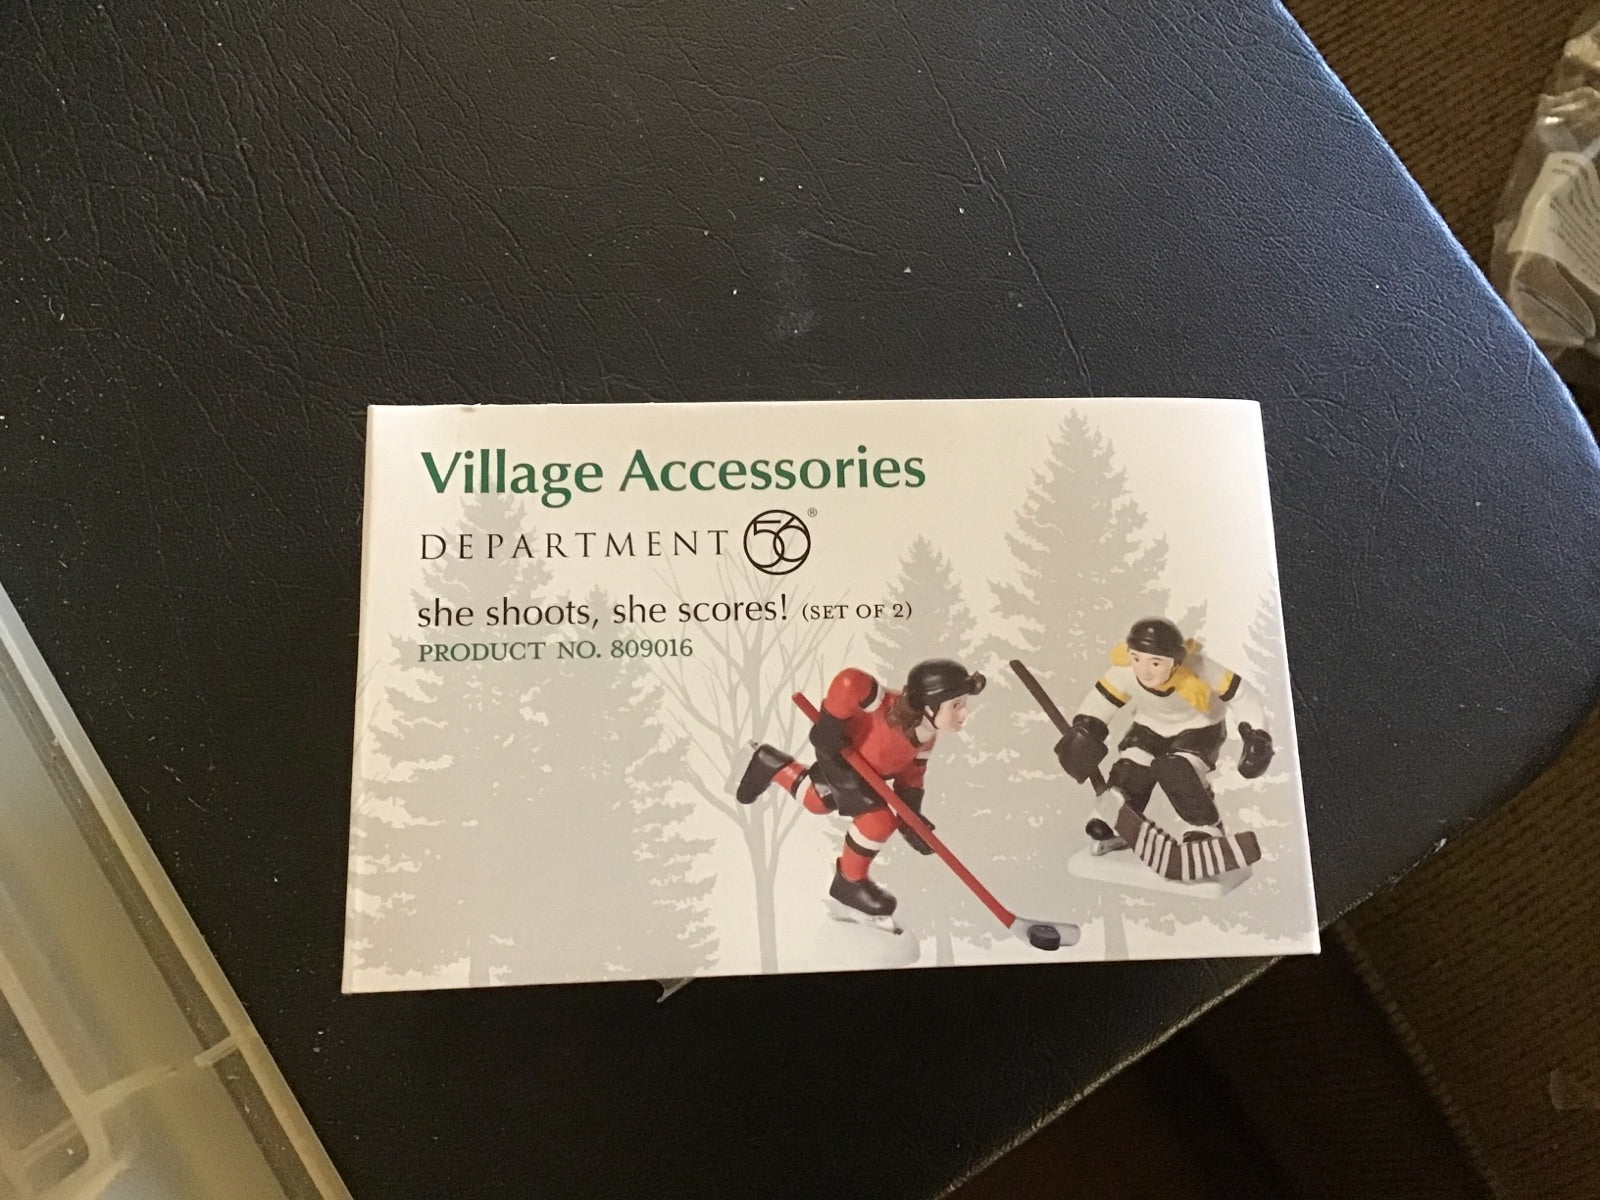 Village Accessories
DEPARTMENT 56®
she shoots, she scores! (SET OF 2)
PRODUCT NO. 809016